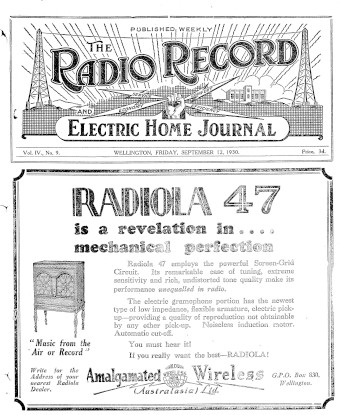 PUBLISHED WEEKLY
THE
RADIO RECORD
AND
ELECTRIC HOME JOURNAL
Vol. IV., No. 9. WELLINGTON, FRIDAY, SEPTEMBER 12, 1930. Price, 3d.
RADIOLA 47
is a revelation in....
mechanical perfection
Radiola 47 employs the powerful Screen-Grid
Circuit. Its remarkable ease of tuning, extreme
sensitivity and rich, undistorted tone quality make its
performance unequalled in radio.
The electric gramophone portion has the newest
type of low impedance, flexible armature, electric pick-
up—providing a quality of reproduction not obtainable
by any other pick-up. Noiseless induction motor.
Automatic cut-off.
You must hear it!
If you really want the best—RADIOLA!
"Music from the
Air or Record"
Write for the
Address of your
nearest Radiola
Dealer.
Amalgamated Wireless
(Australasia) Ltd.
G.P.O. Box 830,
Wellington.